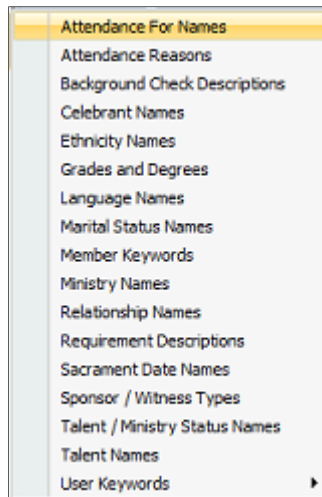 Attendance For Names
Attendance Reasons
Background Check Descriptions
Celebrant Names
Ethnicity Names
Grades and Degrees
Language Names
Marital Status Names
Member Keywords
Ministry Names
Relationship Names
Requirement Descriptions
Sacrament Date Names
Sponsor / Witness Types
Talent / Ministry Status Names
Talent Names
User Keywords